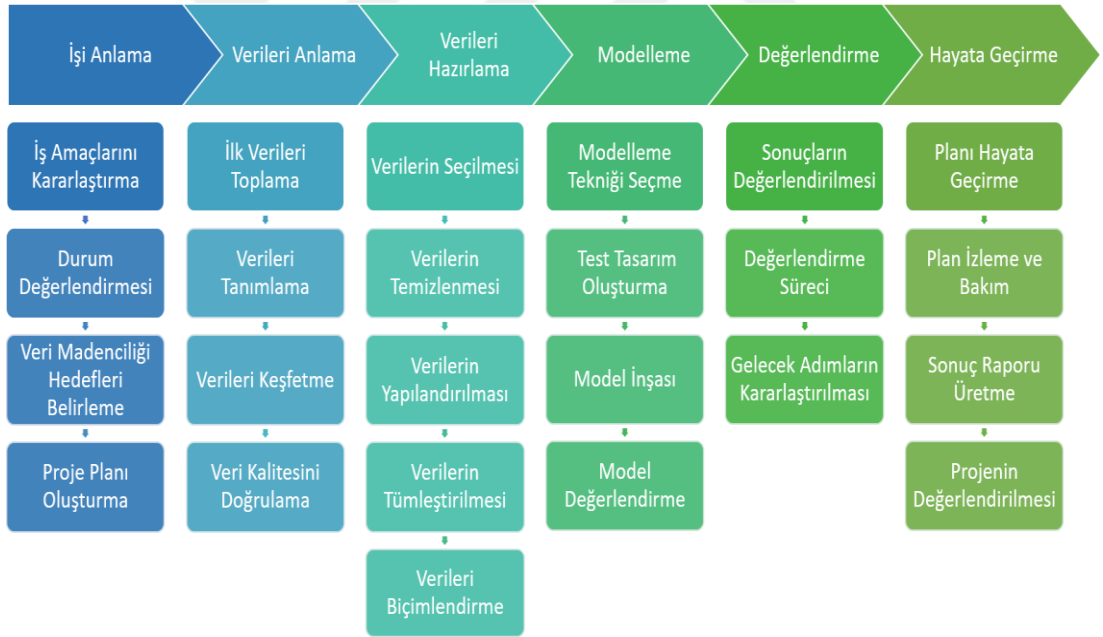 İşi Anlama
Verileri Anlama
Verileri
Hazırlama
Modelleme
Değerlendirme
Hayata Geçirme
İş Amaçlarını
Kararlaştırma
Durum
Değerlendirmesi
Veri Madenciliği
Hedefleri
Belirleme
Proje Planı
Oluşturma
İlk Verileri
Toplama
Verileri
Tanımlama
Verileri Keşfetme
Veri Kalitesini
Doğrulama
Verilerin Seçilmesi
Verilerin
Temizlenmesi
Verilerin
Yapılandırılması
Verilerin
Tümleştirilmesi
Verileri
Biçimlendirme
Modelleme
Tekniği Seçme
Test Tasarım
Oluşturma
Model İnşası
Model
Değerlendirme
Sonuçların
Değerlendirilmesi
Değerlendirme
Süreci
Gelecek Adımların
Kararlaştırılması
Planı Hayata
Geçirme
Plan İzleme ve
Bakım
Sonuç Raporu
Üretme
Projenin
Değerlendirilmesi